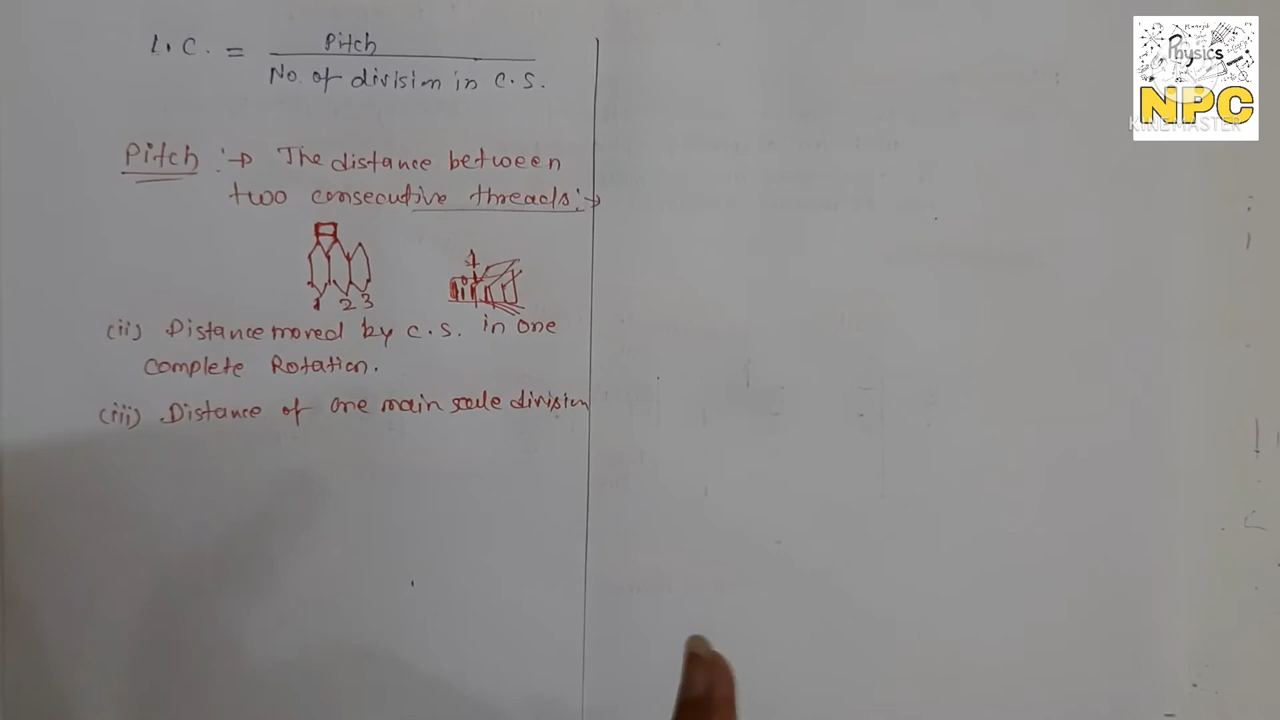 L.C. = Pitch
No. of division in C.S.
Pitch :→ The distance between
two consecutive threads:→
1 2 3
(ii) Distance moved by C.S. in one
complete Rotation.
(iii) Distance of one main scale division
Physics
NPC
KINEMASTER